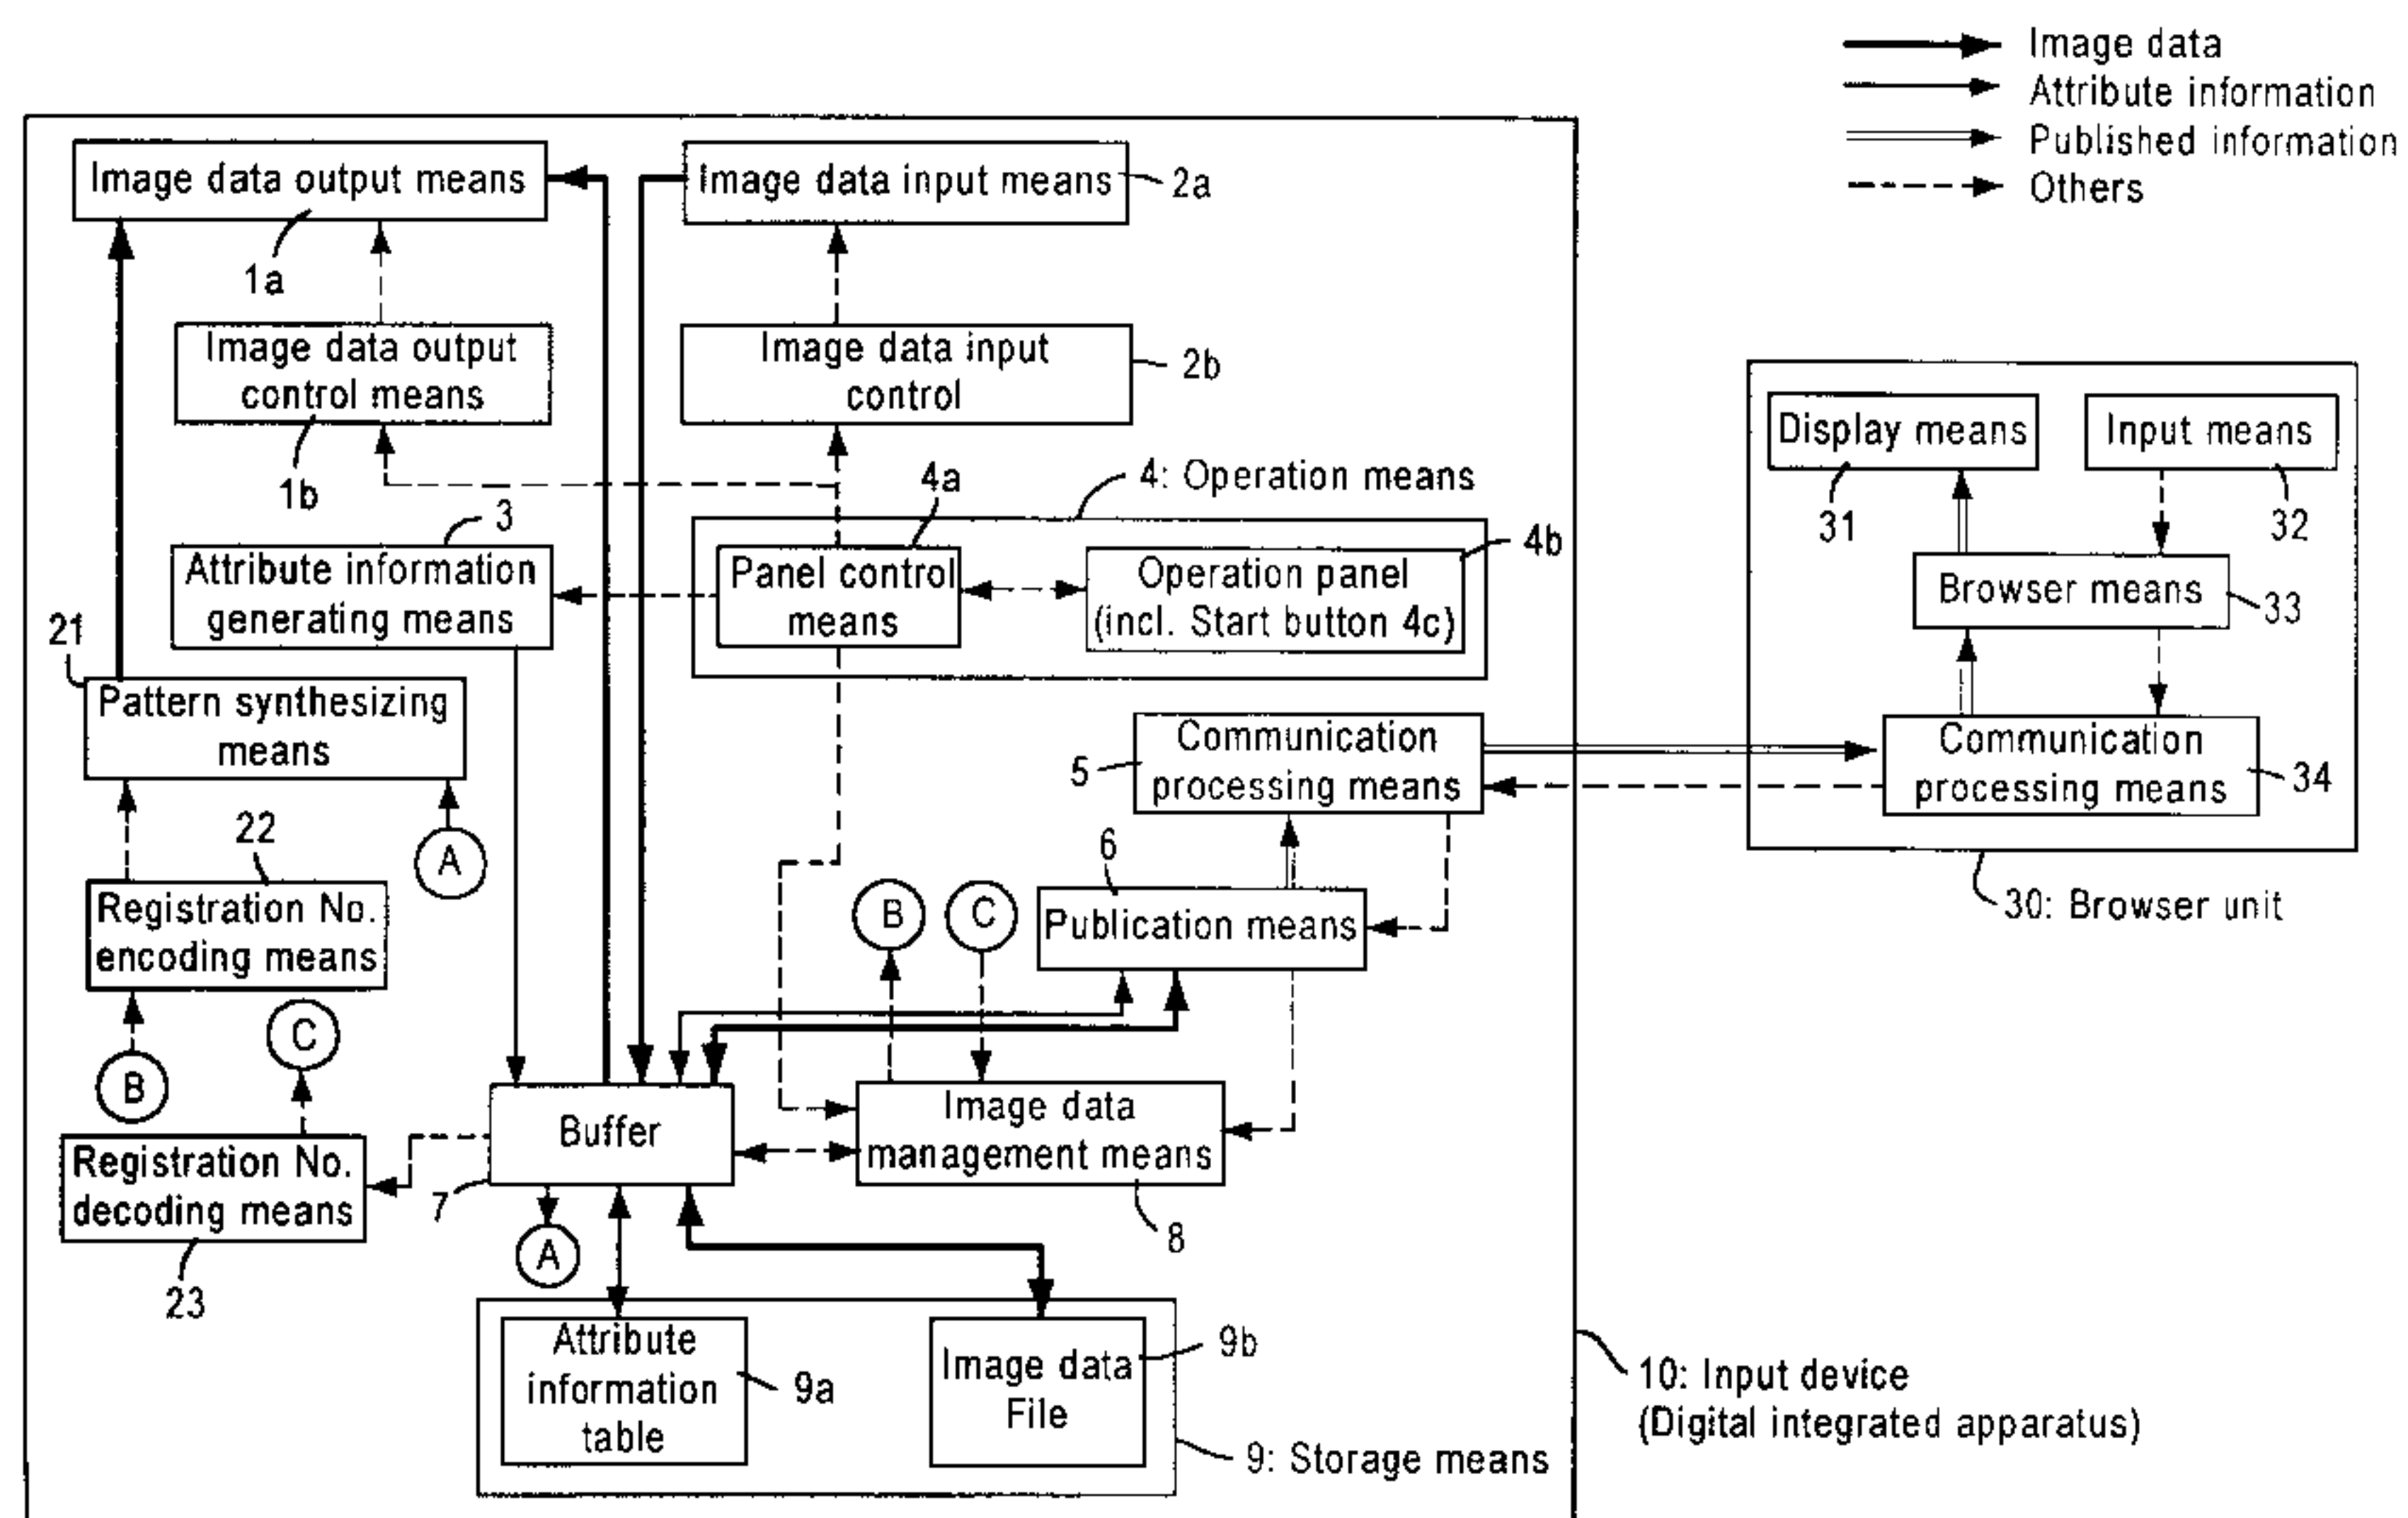 Image data
Attribute information
Published information
Others
Image data output means
1a
Image data input means
2a
Image data output
control means
1b
Image data input
control
2b
4: Operation means
4a
Panel control
means
4b
Operation panel
(incl. Start button 4c)
3
Attribute information
generating means
21
Pattern synthesizing
means
A
22
Registration No.
encoding means
B
C
Registration No.
decoding means
23
5
Communication
processing means
6
Publication means
B
C
Buffer
7
Image data
management means
8
A
Attribute
information
table
9a
Image data
File
9b
9: Storage means
10: Input device
(Digital integrated apparatus)
Display means
31
Input means
32
Browser means
33
Communication
processing means
34
30: Browser unit